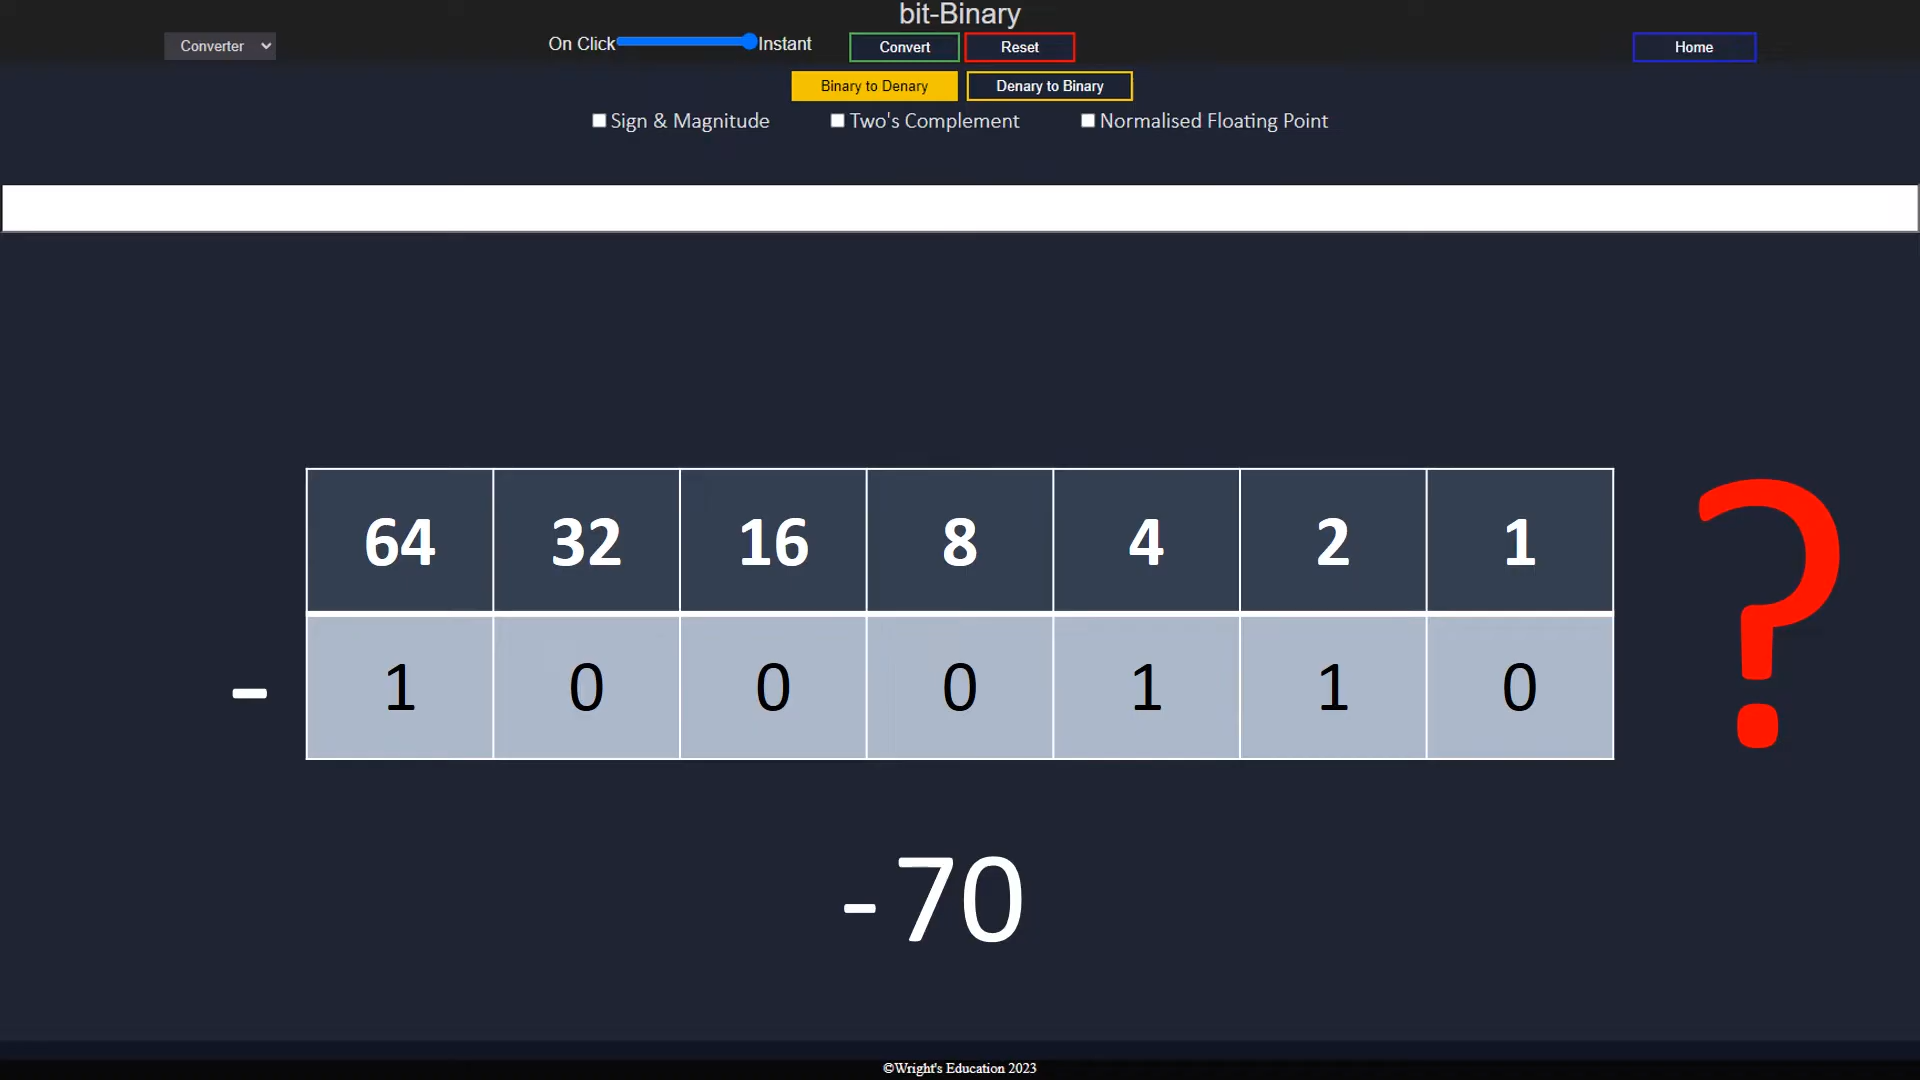 bit-Binary
Converter
On Click Instant
Convert Reset
Home
Binary to Denary Denary to Binary
Sign & Magnitude Two's Complement Normalised Floating Point
64 32 16 8 4 2 1
- 1 0 0 0 1 1 0
?
-70
©Wright's Education 2023